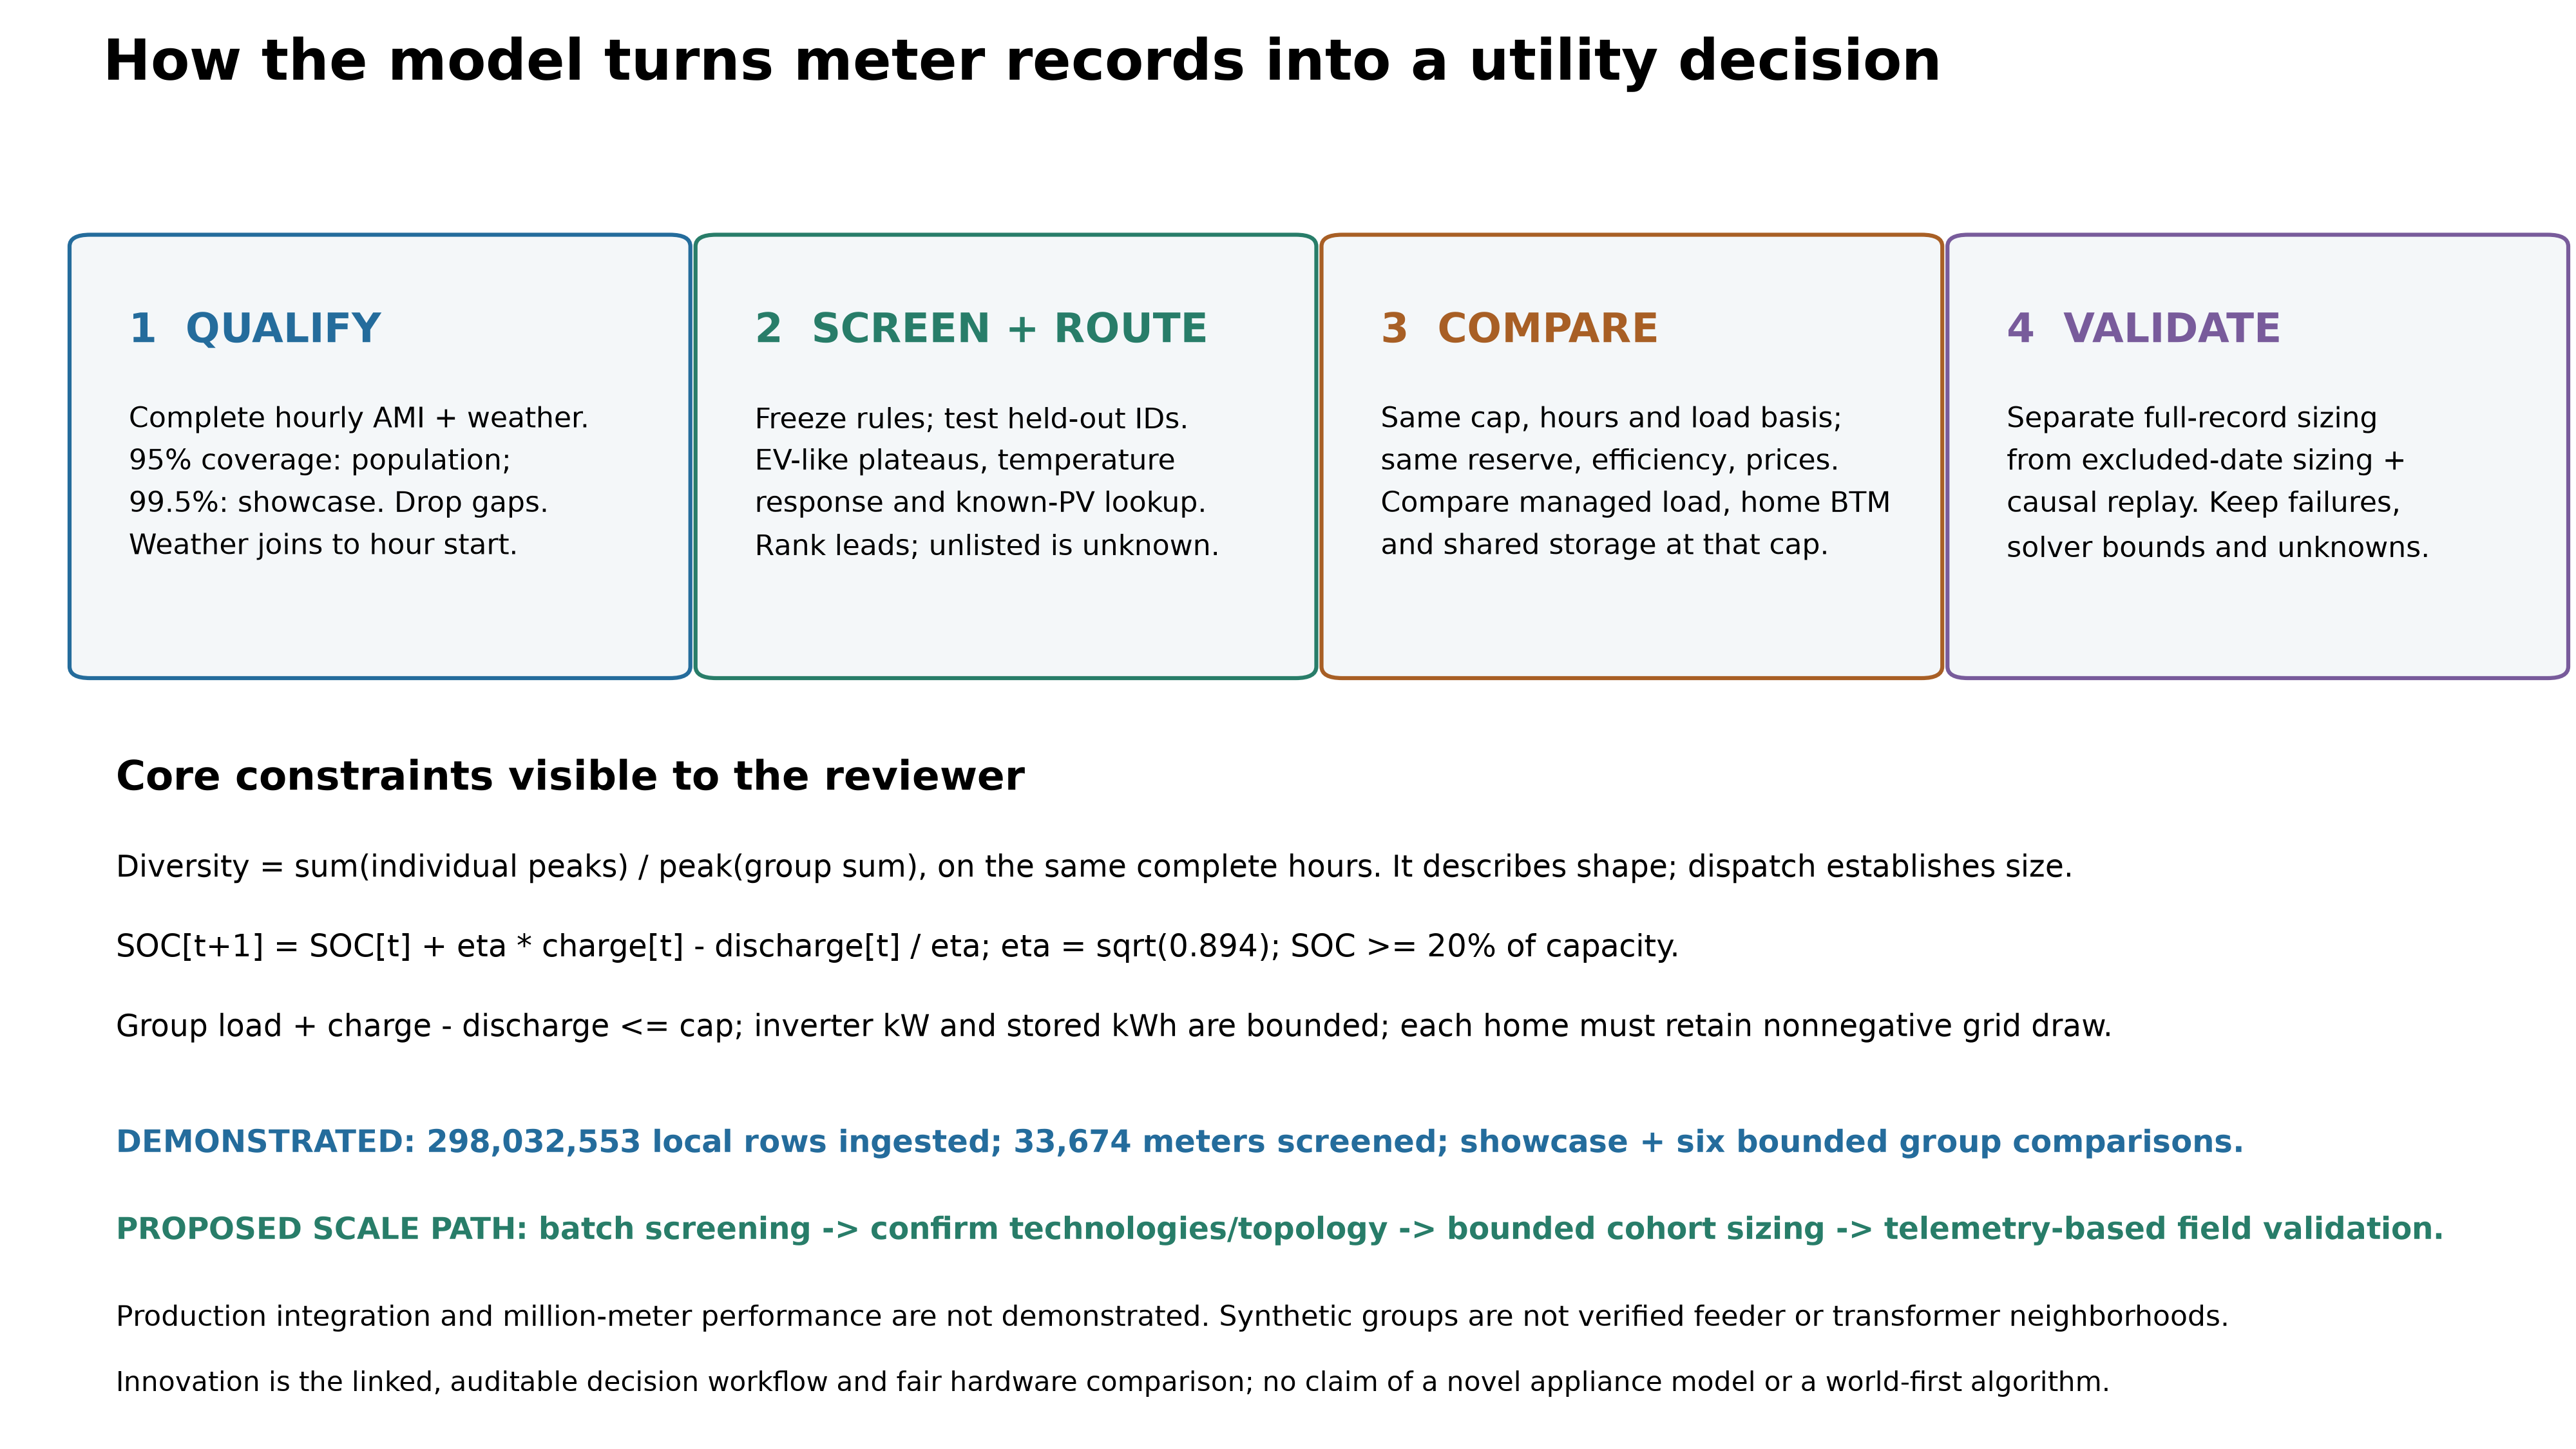 How the model turns meter records into a utility decision
1 QUALIFY
Complete hourly AMI + weather.
95% coverage: population;
99.5%: showcase. Drop gaps.
Weather joins to hour start.
2 SCREEN + ROUTE
Freeze rules; test held-out IDs.
EV-like plateaus, temperature
response and known-PV lookup.
Rank leads; unlisted is unknown.
3 COMPARE
Same cap, hours and load basis;
same reserve, efficiency, prices.
Compare managed load, home BTM
and shared storage at that cap.
4 VALIDATE
Separate full-record sizing
from excluded-date sizing +
causal replay. Keep failures,
solver bounds and unknowns.
Core constraints visible to the reviewer
Diversity = sum(individual peaks) / peak(group sum), on the same complete hours. It describes shape; dispatch establishes size.
SOC[t+1] = SOC[t] + eta * charge[t] - discharge[t] / eta; eta = sqrt(0.894); SOC >= 20% of capacity.
Group load + charge - discharge <= cap; inverter kW and stored kWh are bounded; each home must retain nonnegative grid draw.
DEMONSTRATED: 298,032,553 local rows ingested; 33,674 meters screened; showcase + six bounded group comparisons.
PROPOSED SCALE PATH: batch screening -> confirm technologies/topology -> bounded cohort sizing -> telemetry-based field validation.
Production integration and million-meter performance are not demonstrated. Synthetic groups are not verified feeder or transformer neighborhoods.
Innovation is the linked, auditable decision workflow and fair hardware comparison; no claim of a novel appliance model or a world-first algorithm.